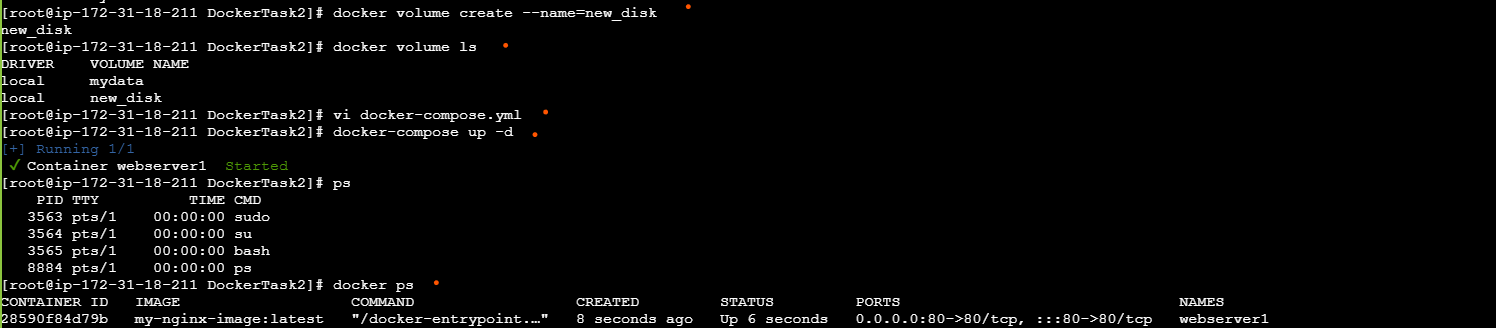 [root@ip-172-31-18-211 DockerTask2]# docker volume create --name=new_disk
new_disk
[root@ip-172-31-18-211 DockerTask2]# docker volume ls
DRIVER    VOLUME NAME
local     mydata
local     new_disk
[root@ip-172-31-18-211 DockerTask2]# vi docker-compose.yml
[root@ip-172-31-18-211 DockerTask2]# docker-compose up -d
[+] Running 1/1
✓ Container webserver1  Started
[root@ip-172-31-18-211 DockerTask2]# ps
    PID TTY          TIME CMD
   3563 pts/1    00:00:00 sudo
   3564 pts/1    00:00:00 su
   3565 pts/1    00:00:00 bash
   8884 pts/1    00:00:00 ps
[root@ip-172-31-18-211 DockerTask2]# docker ps
CONTAINER ID   IMAGE                   COMMAND                  CREATED         STATUS         PORTS                               NAMES
28590f84d79b   my-nginx-image:latest   "/docker-entrypoint.…"   8 seconds ago   Up 6 seconds   0.0.0.0:80->80/tcp, :::80->80/tcp   webserver1